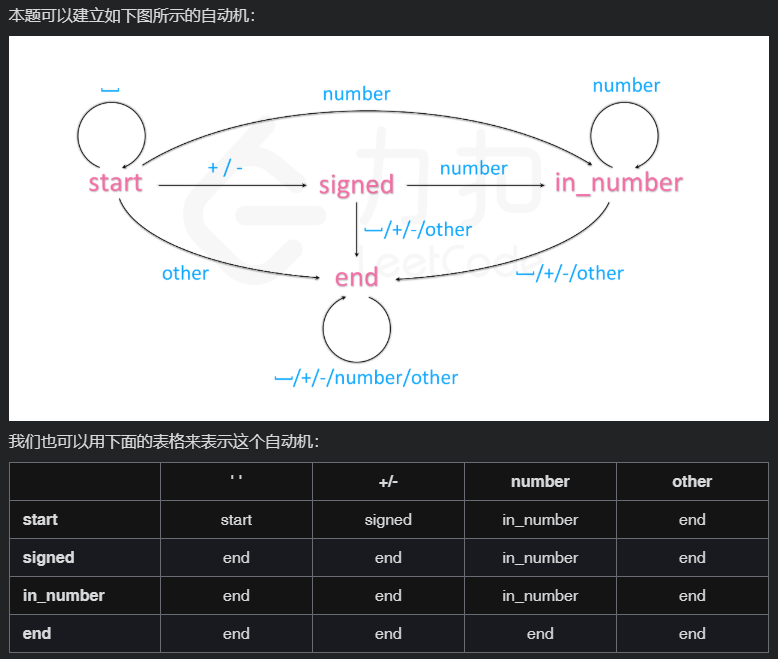 本题可以建立如下图所示的自动机：
␣
number
number
+ / -
number
start
signed
in_number
力扣
LeetCode
␣/+/-/other
other
␣/+/-/other
end
␣/+/-/number/other
我们也可以用下面的表格来表示这个自动机：
' ' +/- number other
start start signed in_number end
signed end end in_number end
in_number end end in_number end
end end end end end